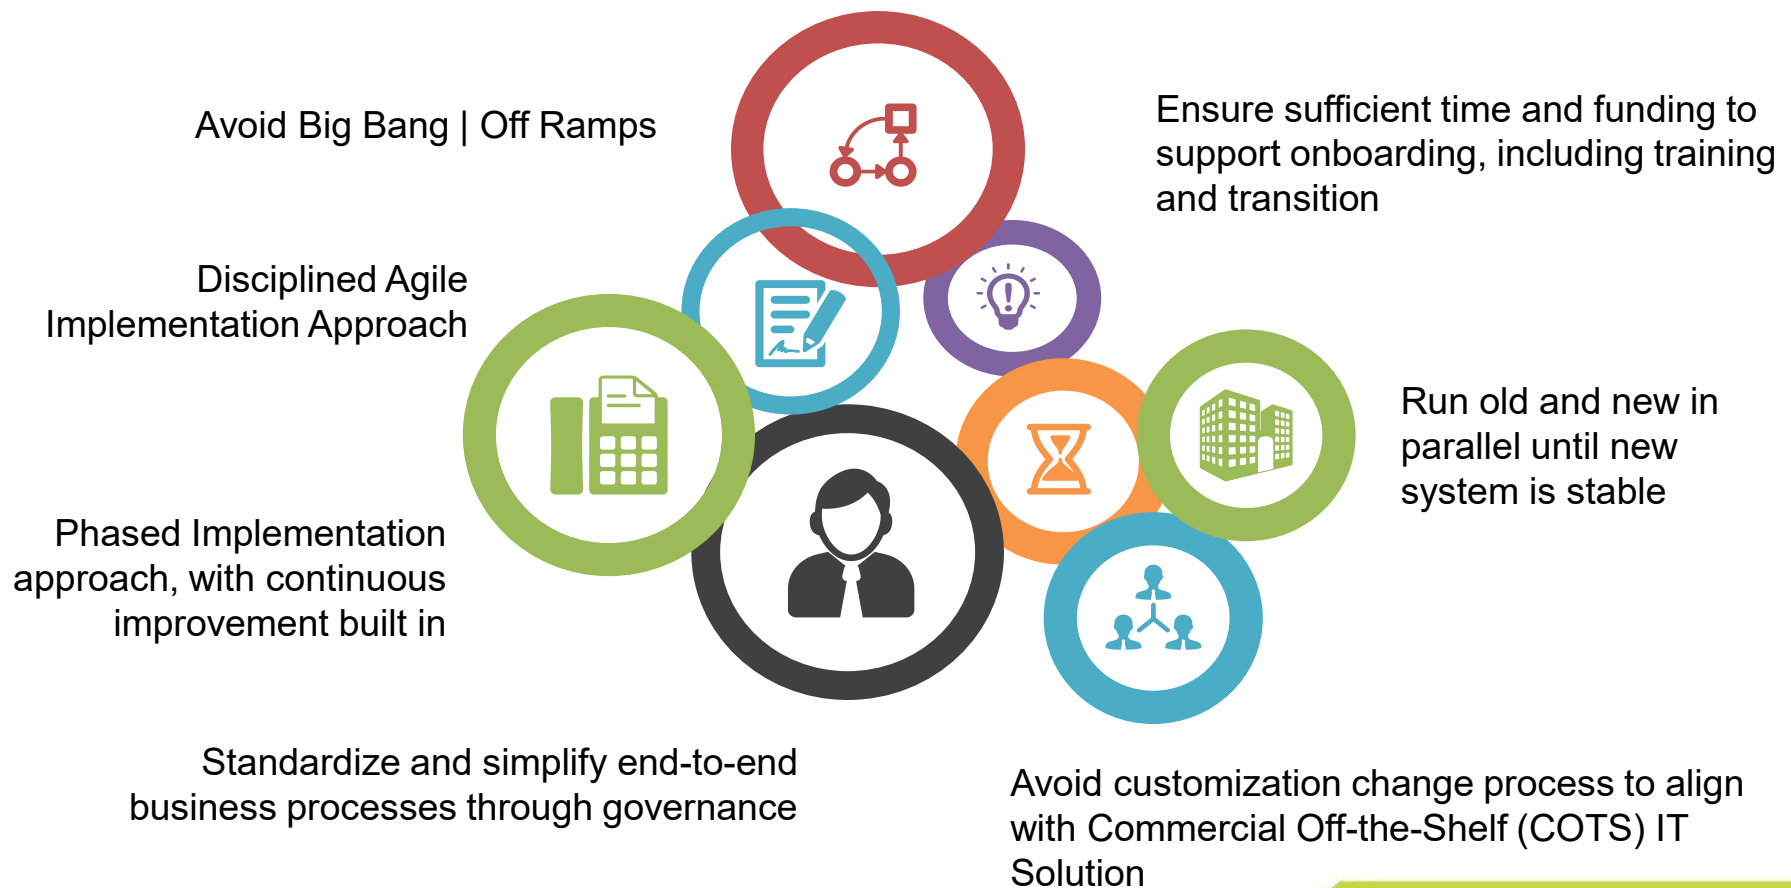 Avoid Big Bang | Off Ramps
Ensure sufficient time and funding to
support onboarding, including training
and transition
Disciplined Agile
Implementation Approach
Run old and new in
parallel until new
system is stable
Phased Implementation
approach, with continuous
improvement built in
Standardize and simplify end-to-end
business processes through governance
Avoid customization change process to align
with Commercial Off-the-Shelf (COTS) IT
Solution